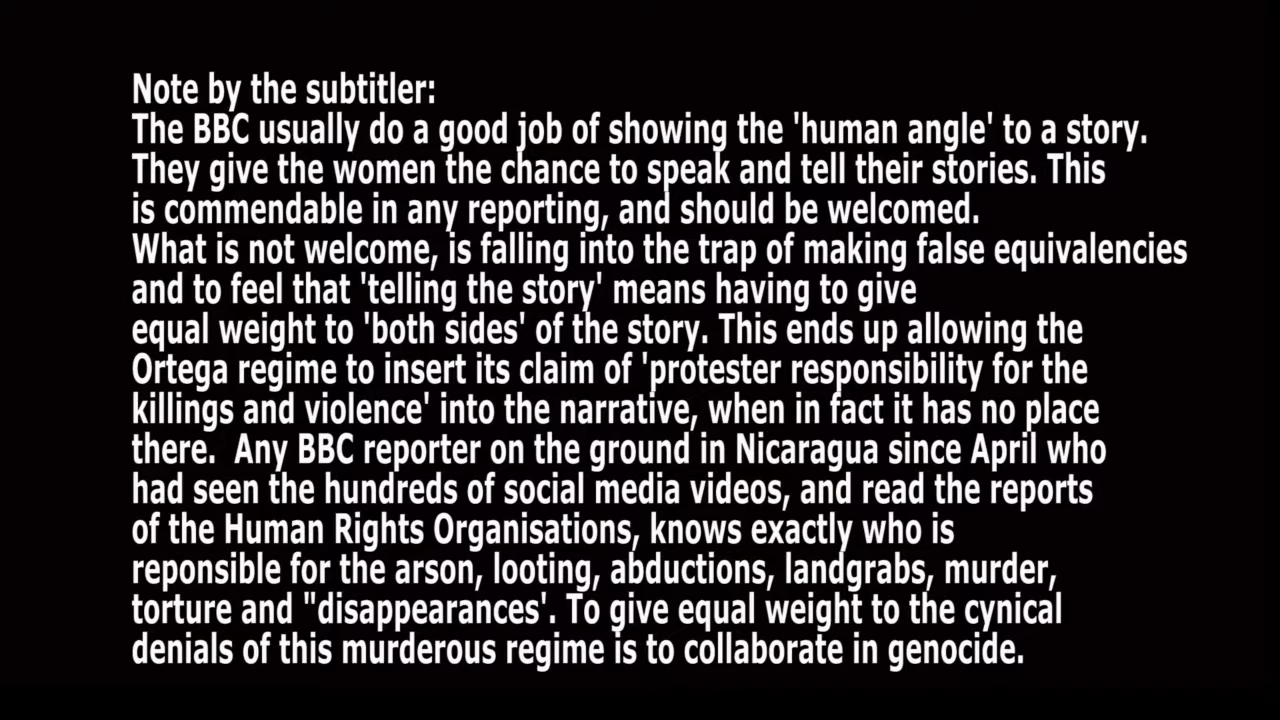 Note by the subtitler:
The BBC usually do a good job of showing the 'human angle' to a story.
They give the women the chance to speak and tell their stories. This
is commendable in any reporting, and should be welcomed.
What is not welcome, is falling into the trap of making false equivalencies
and to feel that 'telling the story' means having to give
equal weight to 'both sides' of the story. This ends up allowing the
Ortega regime to insert its claim of 'protester responsibility for the
killings and violence' into the narrative, when in fact it has no place
there.  Any BBC reporter on the ground in Nicaragua since April who
had seen the hundreds of social media videos, and read the reports
of the Human Rights Organisations, knows exactly who is
reponsible for the arson, looting, abductions, landgrabs, murder,
torture and "disappearances'. To give equal weight to the cynical
denials of this murderous regime is to collaborate in genocide.